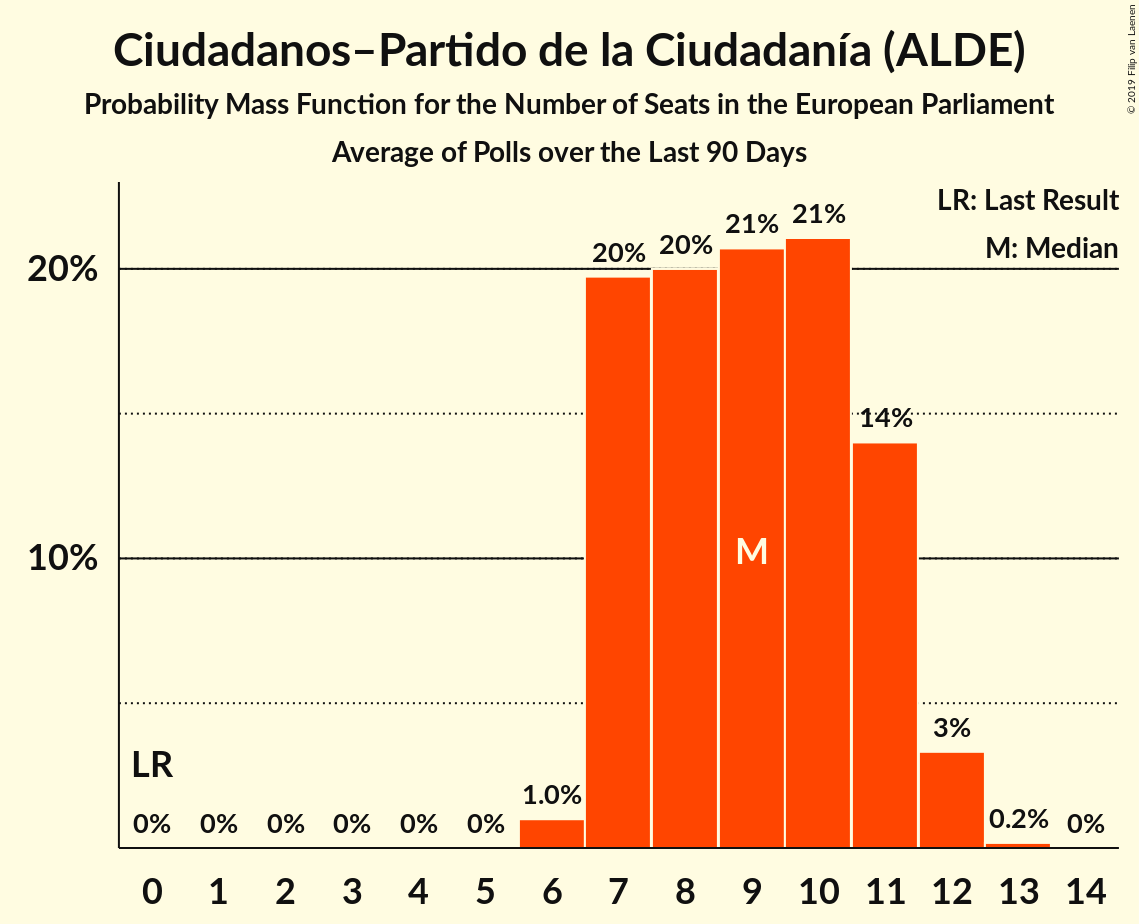 Ciudadanos–Partido de la Ciudadanía (ALDE)
Probability Mass Function for the Number of Seats in the European Parliament
Average of Polls over the Last 90 Days
© 2019 Filip van Laenen
LR: Last Result
M: Median
20%
10%
20% 20% 21% 21%
14%
M
LR
0% 0% 0% 0% 0% 0% 1.0% 3% 0.2% 0%
0 1 2 3 4 5 6 7 8 9 10 11 12 13 14